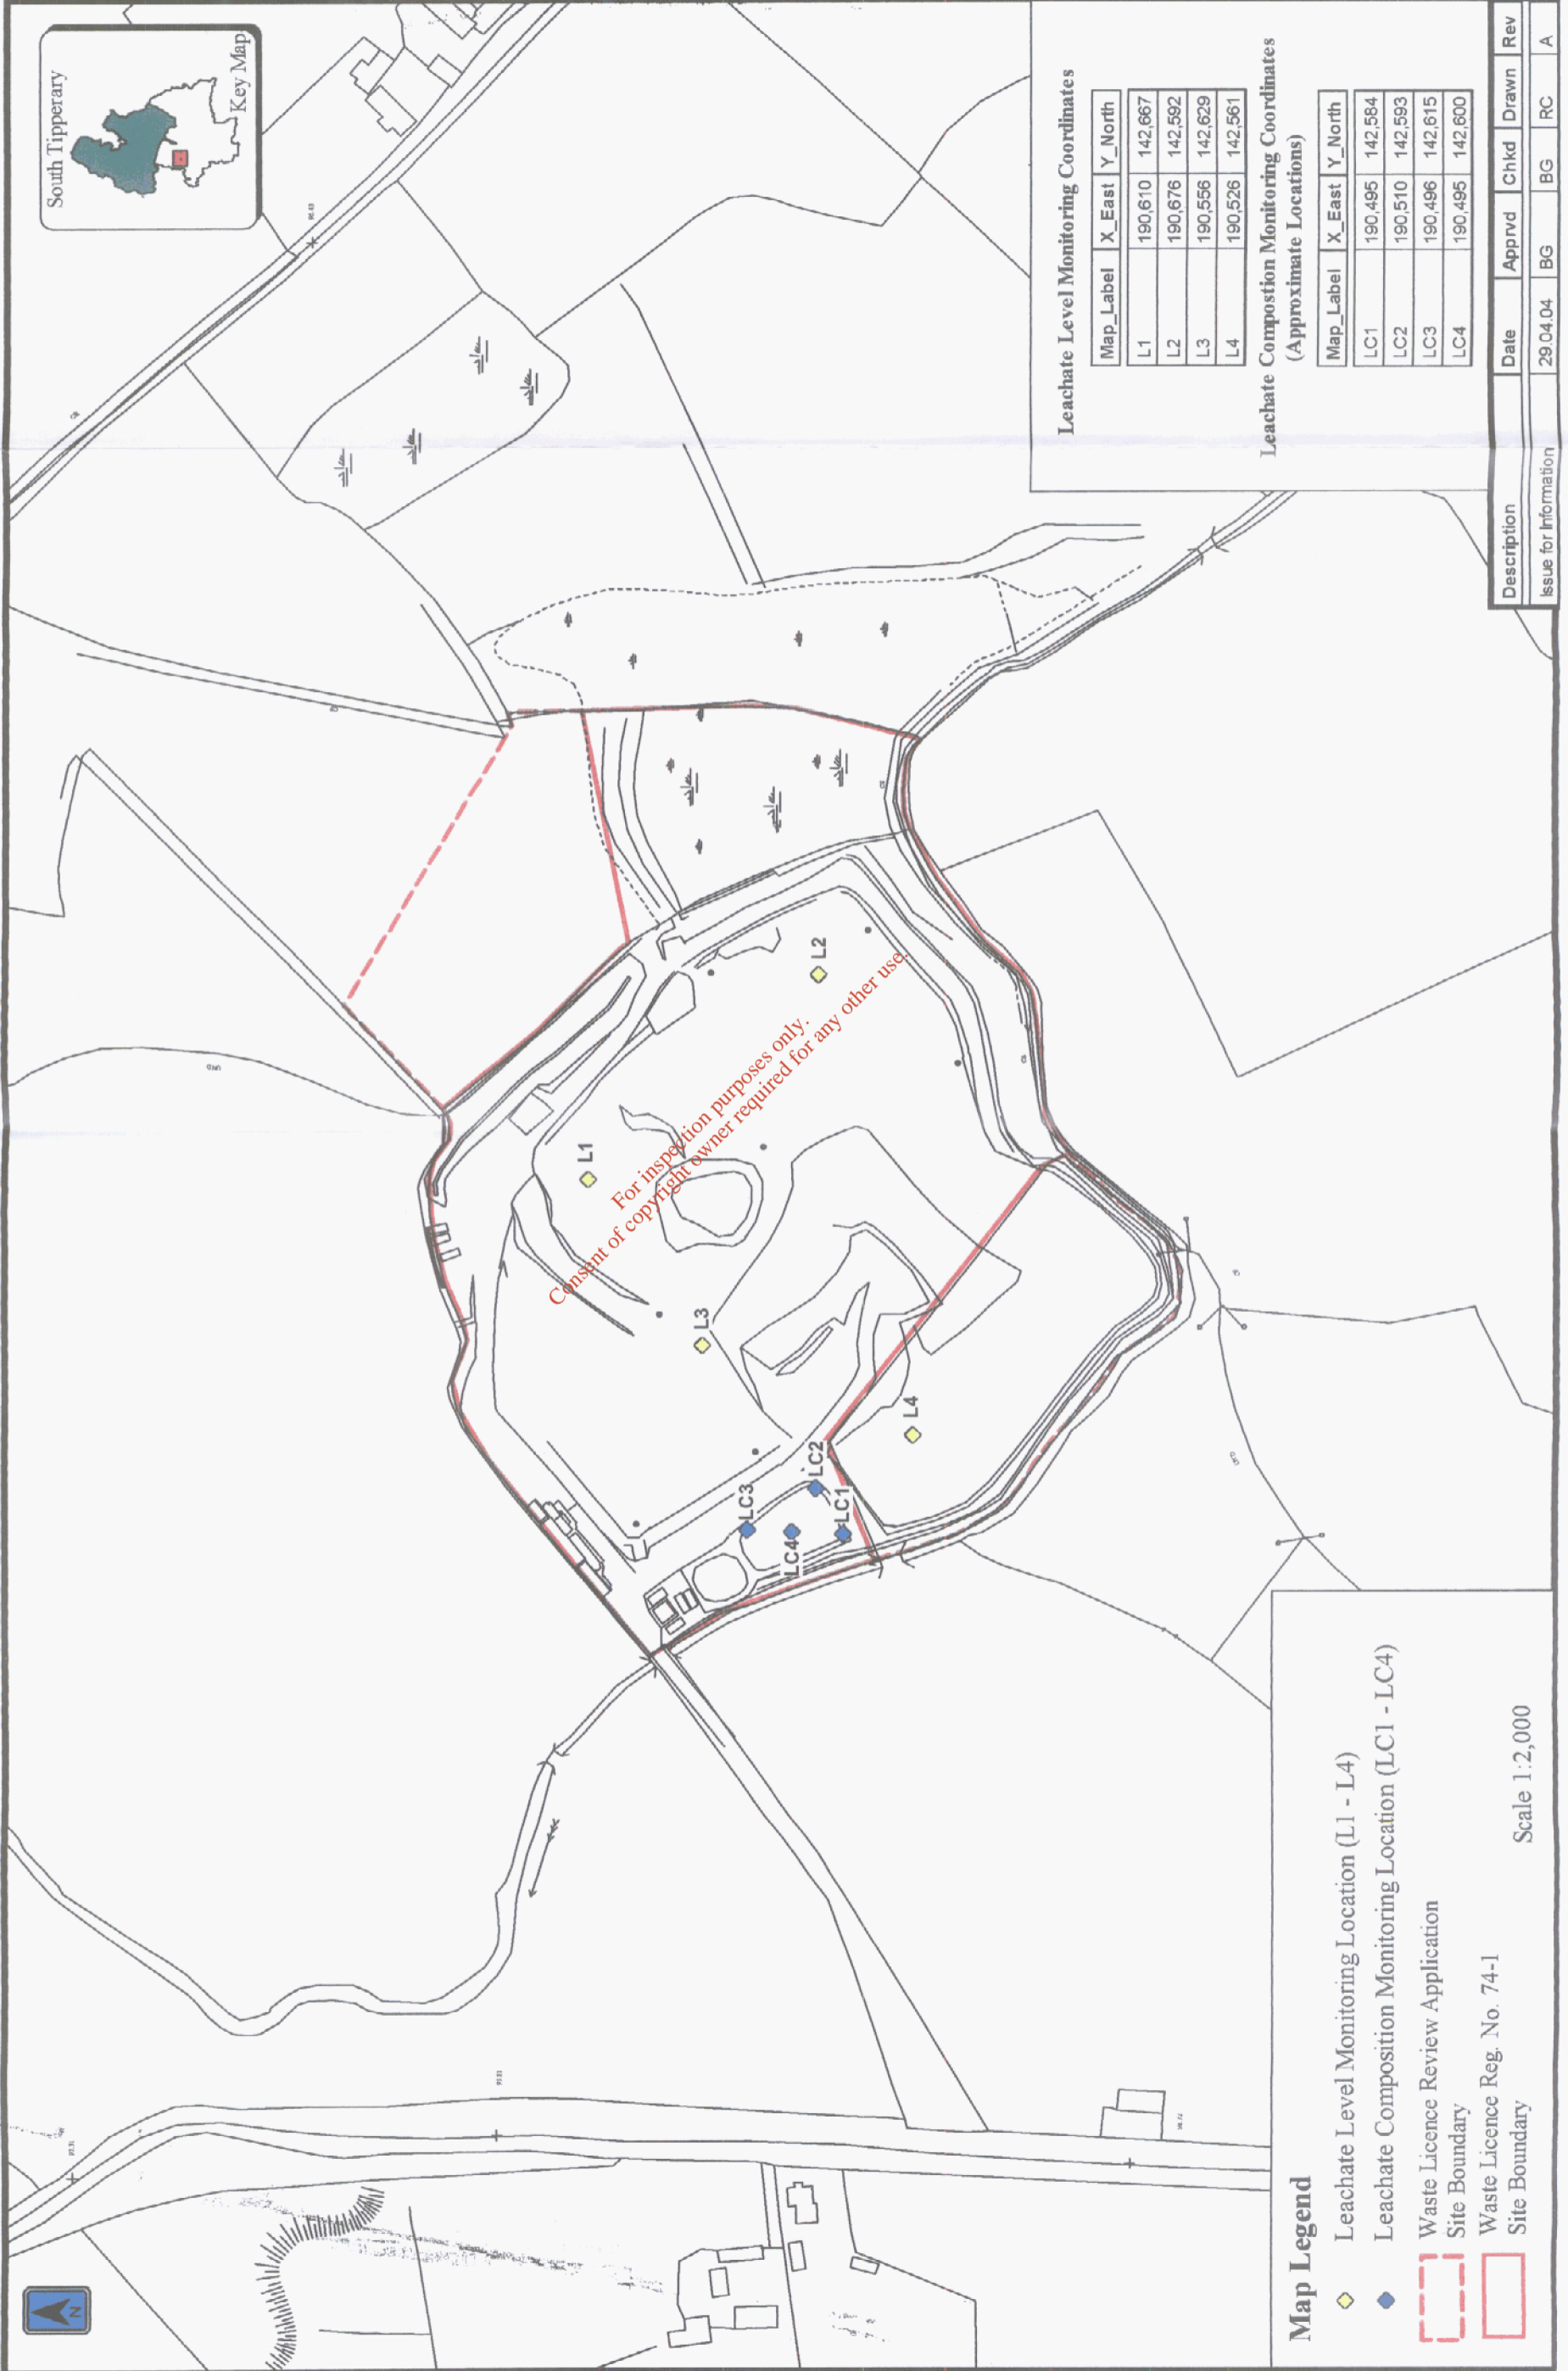 South Tipperary
Key Map
N
L1
L2
L3
L4
LC3
LC2
LC4
LC1
For inspection purposes only.
Consent of copyright owner required for any other use.
Leachate Level Monitoring Coordinates
Map_Label X_East Y_North
L1 190,610 142,667
L2 190,676 142,592
L3 190,556 142,629
L4 190,526 142,561
Leachate Compostion Monitoring Coordinates
(Approximate Locations)
Map_Label X_East Y_North
LC1 190,495 142,584
LC2 190,510 142,593
LC3 190,496 142,615
LC4 190,495 142,600
Description Date Apprvd Chkd Drawn Rev
Issue for Information 29.04.04 BG BG RC A
Map Legend
Leachate Level Monitoring Location (L1 - L4)
Leachate Composition Monitoring Location (LC1 - LC4)
Waste Licence Review Application
Site Boundary
Waste Licence Reg. No. 74-1
Site Boundary
Scale 1:2,000